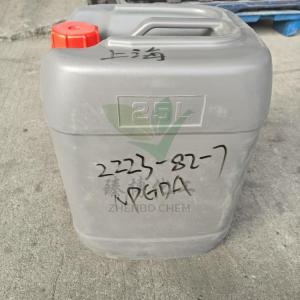 上海
25L
2223-82-7
NPGDA
ZHENBO CHEM